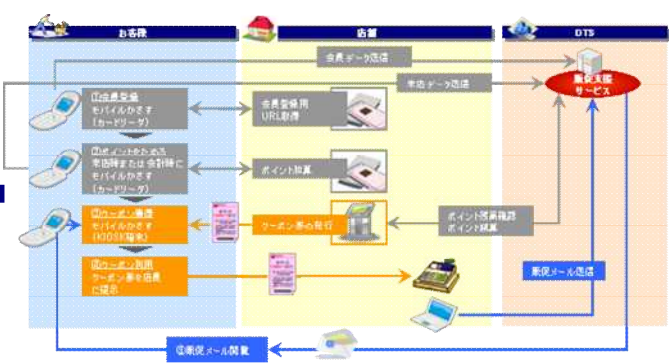 お客様
店舗
DTS
会員データ送信
来店データ送信
販促支援
サービス
①会員登録
モバイルかざす
(カードリーダ)
会員登録用
URL取得
②ポイントをためる
来店時または会計時に
モバイルかざす
(カードリーダ)
ポイント加算
③クーポン獲得
モバイルかざす
(KIOSK端末)
クーポン券の発行
ポイント残高確認
ポイント減算
④クーポン利用
クーポン券を店員
に提示
販促メール送信
⑤販促メール閲覧